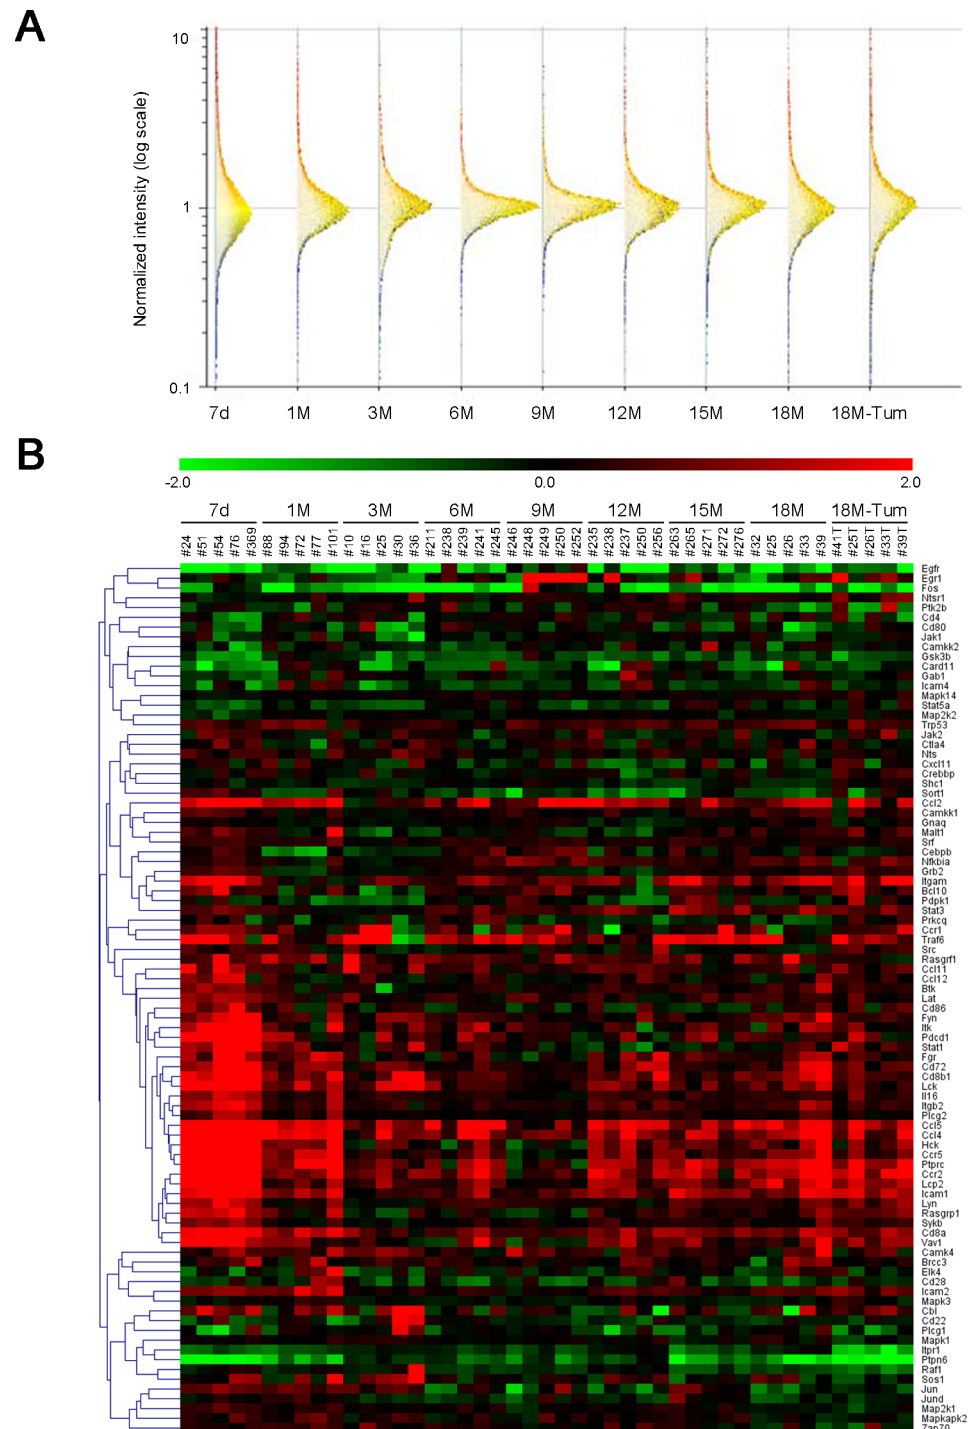 A
Normalized intensity (log scale)
10
1
0.1
7d 1M 3M 6M 9M 12M 15M 18M 18M-Tum
B
-2.0 0.0 2.0
7d 1M 3M 6M 9M 12M 15M 18M 18M-Tum
#24 #51 #54 #76 #369 #88 #94 #72 #77 #101 #10 #16 #25 #30 #36 #211 #238 #239 #241 #245 #246 #248 #249 #250 #252 #235 #238 #237 #250 #256 #263 #265 #271 #272 #276 #32 #25 #26 #33 #39 #41T #25T #26T #33T #39T
Egfr
Egr1
Fos
Ntsr1
Ptk2b
Cd4
Cd80
Jak1
Camkk2
Gsk3b
Card11
Gab1
Icam4
Mapk14
Stat5a
Map2k2
Trp53
Jak2
Ctla4
Nts
Cxcl11
Crebbp
Shc1
Sort1
Ccl2
Camkk1
Gnaq
Malt1
Srf
Cebpb
Nfkbia
Grb2
Itgam
Bcl10
Pdpk1
Stat3
Prkcq
Ccr1
Traf6
Src
Rasgrf1
Ccl11
Ccl12
Btk
Lat
Cd86
Fyn
Itk
Pdcd1
Stat1
Fgr
Cd72
Cd8b1
Lck
Il16
Itgb2
Plcg2
Ccl5
Ccl4
Hck
Ccr5
Ptprc
Ccr2
Lcp2
Icam1
Lyn
Rasgrp1
Sykb
Cd8a
Vav1
Camk4
Brcc3
Elk4
Cd28
Icam2
Mapk3
Cbl
Cd22
Plcg1
Mapk1
Itpr1
Ptpn6
Raf1
Sos1
Jun
Jund
Map2k1
Mapkapk2
Zap70